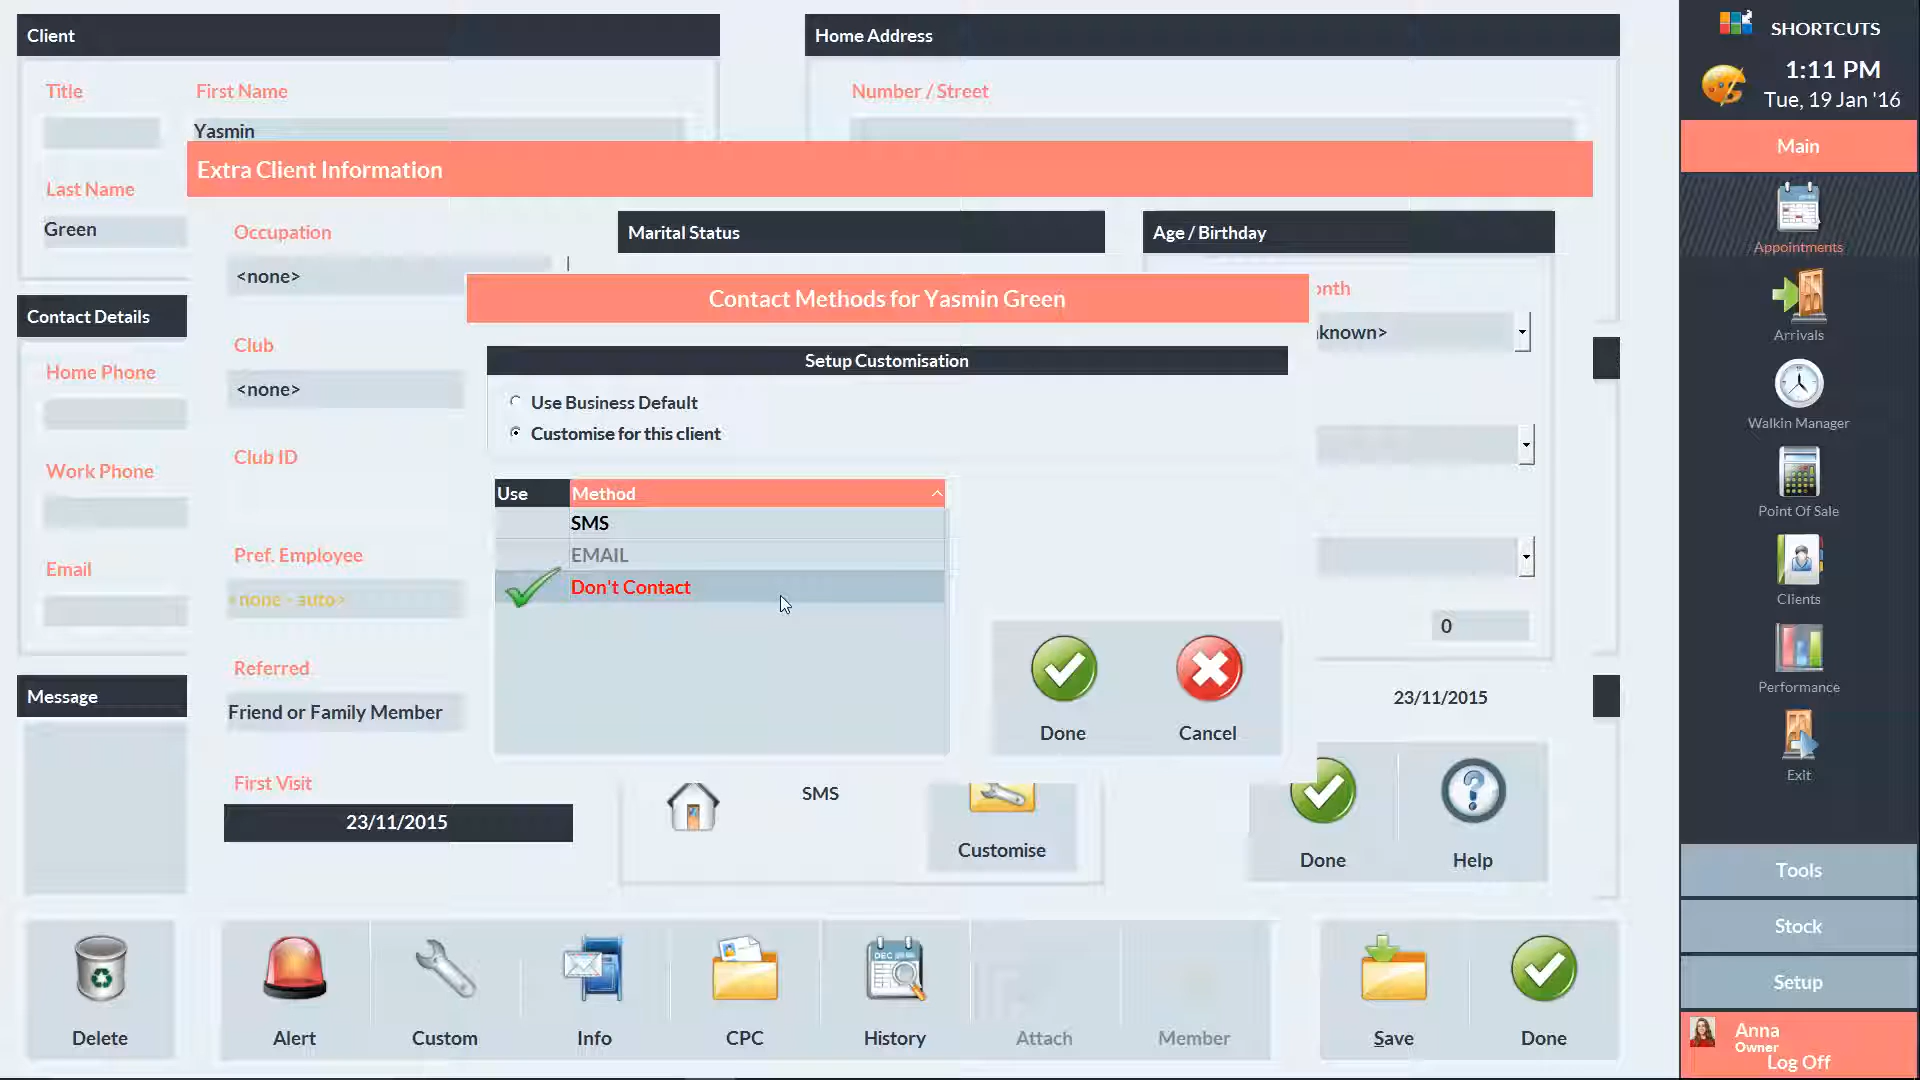 Client
Title
First Name
Yasmin
Last Name
Green
Home Address
Number / Street
Extra Client Information
Occupation
<none>
Marital Status
Age / Birthday
Contact Methods for Yasmin Green
Setup Customisation
Use Business Default
Customise for this client
Use
Method
SMS
EMAIL
Don't Contact
Done
Cancel
Contact Details
Home Phone
Work Phone
Email
Message
Club
<none>
Club ID
Pref. Employee
<none - auto>
Referred
Friend or Family Member
First Visit
23/11/2015
SMS
Customise
onth
known>
0
23/11/2015
Done
Help
Delete
Alert
Custom
Info
CPC
History
Attach
Member
Save
Done
SHORTCUTS
1:11 PM
Tue, 19 Jan '16
Main
Appointments
Arrivals
Walkin Manager
Point Of Sale
Clients
Performance
Exit
Tools
Stock
Setup
Anna
Owner
Log Off